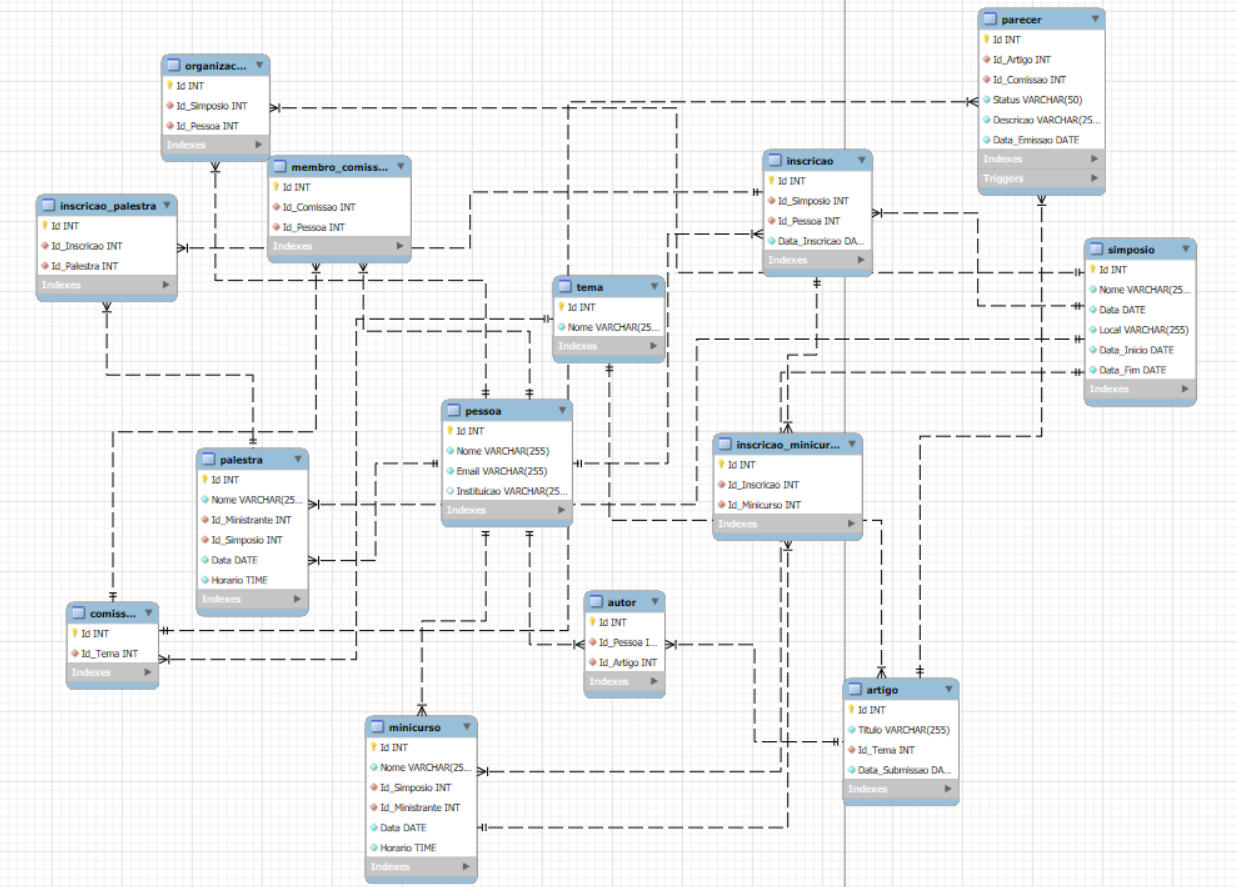 parecer
Id INT
Id_Artigo INT
Id_Comissao INT
Status VARCHAR(50)
Descricao VARCHAR(25...
Data_Emissao DATE
Indexes
Triggers
organizac...
Id INT
Id_Simposio INT
Id_Pessoa INT
Indexes
membro_comiss...
Id INT
Id_Comissao INT
Id_Pessoa INT
Indexes
inscricao
Id INT
Id_Simposio INT
Id_Pessoa INT
Data_Inscricao DA...
Indexes
inscricao_palestra
Id INT
Id_Inscricao INT
Id_Palestra INT
Indexes
simposio
Id INT
Nome VARCHAR(25...
Data DATE
Local VARCHAR(255)
Data_Inicio DATE
Data_Fim DATE
Indexes
tema
Id INT
Nome VARCHAR(25...
Indexes
pessoa
Id INT
Nome VARCHAR(255)
Email VARCHAR(255)
Instituicao VARCHAR(25...
Indexes
inscricao_minicur...
Id INT
Id_Inscricao INT
Id_Minicurso INT
Indexes
palestra
Id INT
Nome VARCHAR(25...
Id_Ministrante INT
Id_Simposio INT
Data DATE
Horario TIME
Indexes
comiss...
Id INT
Id_Tema INT
Indexes
autor
Id INT
Id_Pessoa I...
Id_Artigo INT
Indexes
artigo
Id INT
Titulo VARCHAR(255)
Id_Tema INT
Data_Submissao DA...
Indexes
minicurso
Id INT
Nome VARCHAR(25...
Id_Simposio INT
Id_Ministrante INT
Data DATE
Horario TIME
Indexes